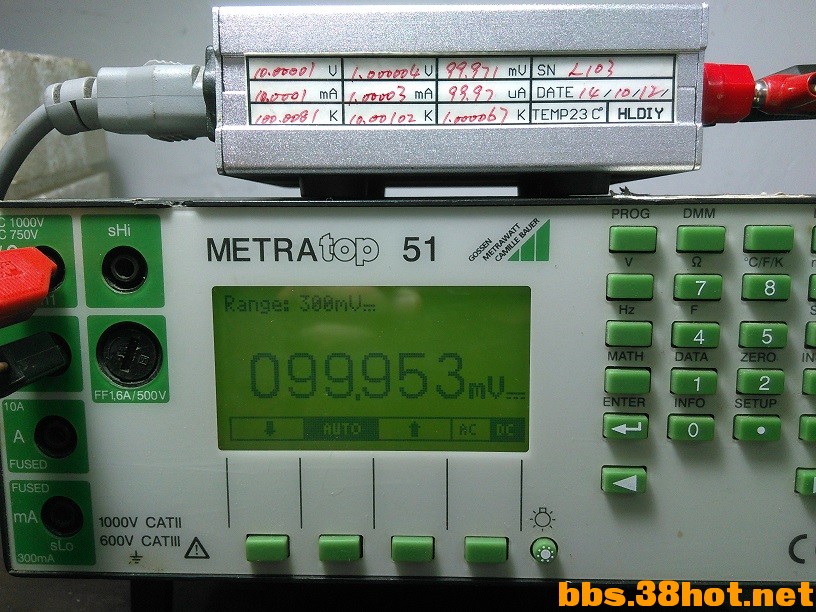 10.00001 V 1.000004 V 99.971 mV SN L103
10.0001 mA 1.00003 mA 99.97 uA DATE 14/10/12/
100.0081 K 10.00102 K 1.000067 K TEMP23 C° HLDIY
C 1000V
C 750V
sHi
METRAtop 51
GOSSEN
METRAWATT
CAMILLE BAUER
PROG DMM
V Ω °C/F/K
7 8
Hz F
4 5
MATH DATA ZERO
1 2
ENTER INFO SETUP
0 •
Range: 300mV
099,953 mV
AUTO AC DC
FF1.6A/500V
10A
A
FUSED
FUSED
mA
sLo
300mA
1000V CATII
600V CATIII
bbs.38hot.net